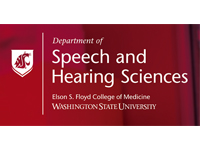 Department of
Speech and
Hearing Sciences
Elson S. Floyd College of Medicine
WASHINGTON STATE UNIVERSITY